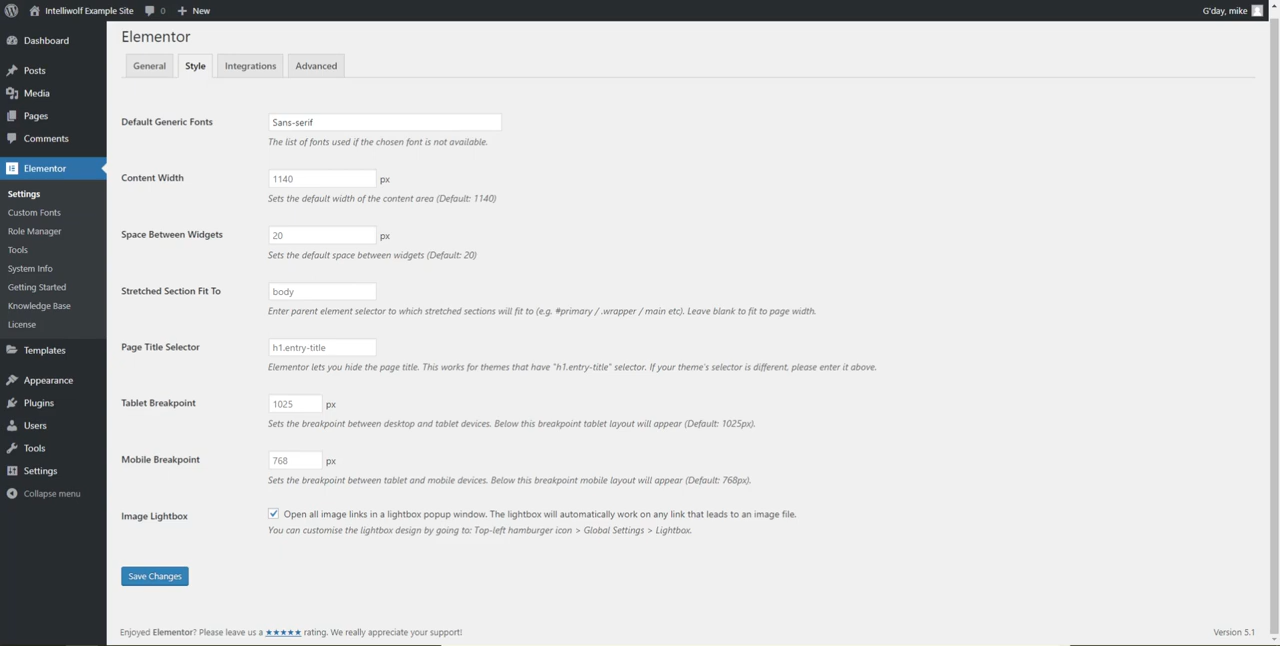 Intelliwolf Example Site 0 New G'day, mike
Dashboard
Posts
Media
Pages
Comments
Elementor
Settings
Custom Fonts
Role Manager
Tools
System Info
Getting Started
Knowledge Base
License
Templates
Appearance
Plugins
Users
Tools
Settings
Collapse menu
Elementor
General Style Integrations Advanced
Default Generic Fonts Sans-serif
The list of fonts used if the chosen font is not available.
Content Width 1140 px
Sets the default width of the content area (Default: 1140)
Space Between Widgets 20 px
Sets the default space between widgets (Default: 20)
Stretched Section Fit To body
Enter parent element selector to which stretched sections will fit to (e.g. #primary / .wrapper / main etc). Leave blank to fit to page width.
Page Title Selector h1.entry-title
Elementor lets you hide the page title. This works for themes that have "h1.entry-title" selector. If your theme's selector is different, please enter it above.
Tablet Breakpoint 1025 px
Sets the breakpoint between desktop and tablet devices. Below this breakpoint tablet layout will appear (Default: 1025px).
Mobile Breakpoint 768 px
Sets the breakpoint between tablet and mobile devices. Below this breakpoint mobile layout will appear (Default: 768px).
Image Lightbox Open all image links in a lightbox popup window. The lightbox will automatically work on any link that leads to an image file.
You can customise the lightbox design by going to: Top-left hamburger icon > Global Settings > Lightbox.
Save Changes
Enjoyed Elementor? Please leave us a ★★★★★ rating. We really appreciate your support! Version 5.1